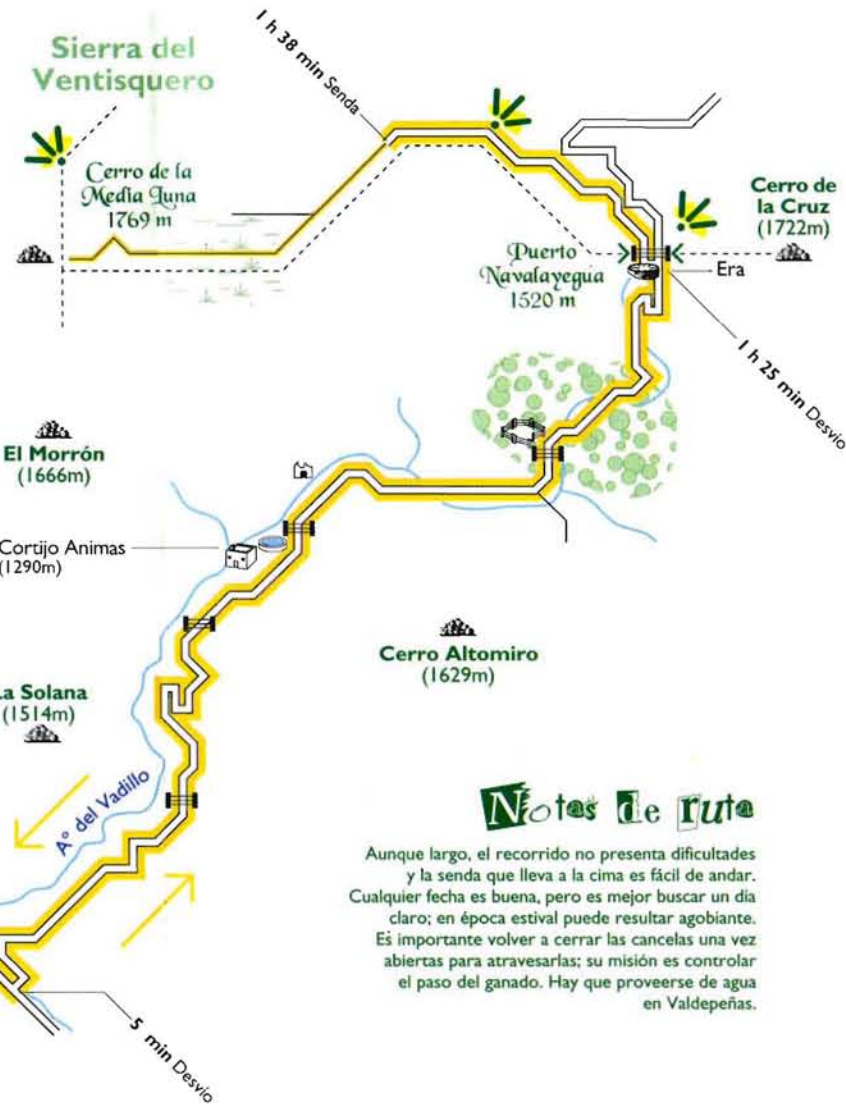 Sierra del
Ventisquero
1 h 38 min Senda
Cerro de la
Media Luna
1769 m
Cerro de
la Cruz
(1722m)
Puerto
Navalayegua
1520 m
Era
1 h 25 min Desvío
El Morrón
(1666m)
Cortijo Animas
(1290m)
Cerro Altomiro
(1629m)
La Solana
(1514m)
Aº del Vadillo
Notas de ruta
Aunque largo, el recorrido no presenta dificultades
y la senda que lleva a la cima es fácil de andar.
Cualquier fecha es buena, pero es mejor buscar un día
claro; en época estival puede resultar agobiante.
Es importante volver a cerrar las cancelas una vez
abiertas para atravesarlas; su misión es controlar
el paso del ganado. Hay que proveerse de agua
en Valdepeñas.
5 min Desvío